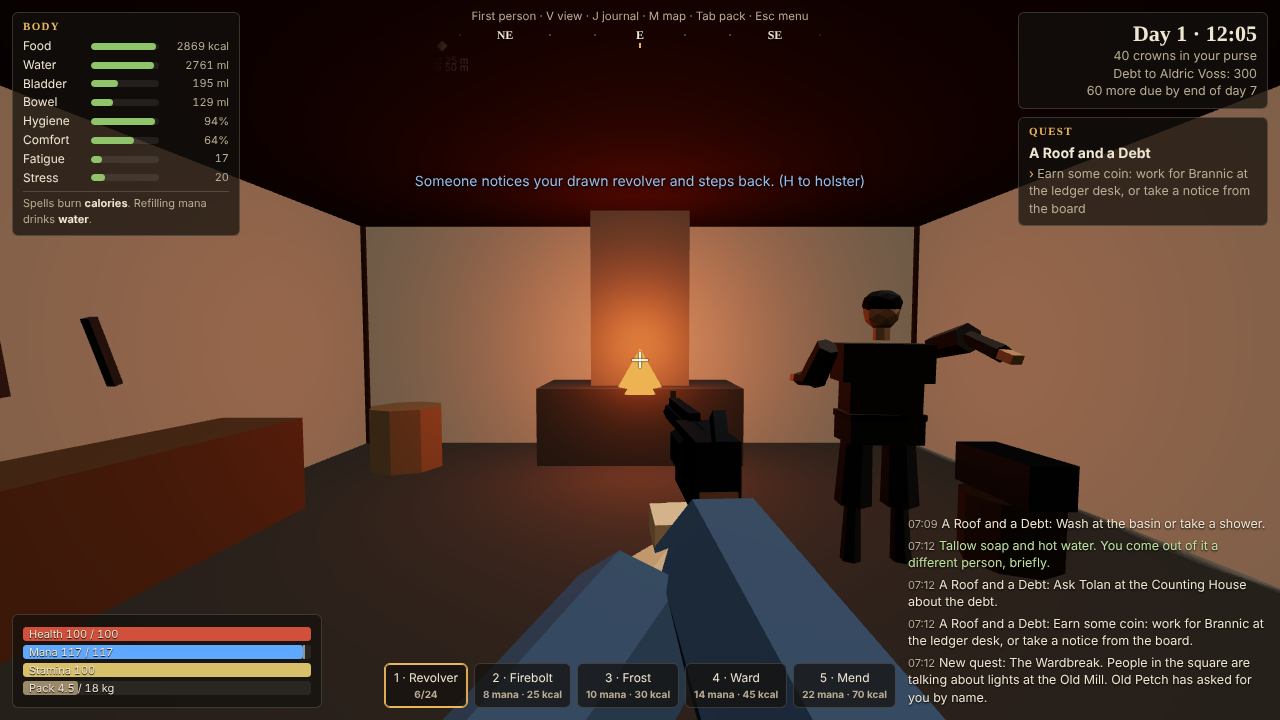 First person · V view · J journal · M map · Tab pack · Esc menu
NE E SE
BODY
Food 2869 kcal
Water 2761 ml
Bladder 195 ml
Bowel 129 ml
Hygiene 94%
Comfort 64%
Fatigue 17
Stress 20
Spells burn calories. Refilling mana
drinks water.
Day 1 · 12:05
40 crowns in your purse
Debt to Aldric Voss: 300
60 more due by end of day 7
QUEST
A Roof and a Debt
› Earn some coin: work for Brannic at
the ledger desk, or take a notice from
the board
Someone notices your drawn revolver and steps back. (H to holster)
07:09 A Roof and a Debt: Wash at the basin or take a shower.
07:12 Tallow soap and hot water. You come out of it a
different person, briefly.
07:12 A Roof and a Debt: Ask Tolan at the Counting House
about the debt.
07:12 A Roof and a Debt: Earn some coin: work for Brannic at
the ledger desk, or take a notice from the board.
07:12 New quest: The Wardbreak. People in the square are
talking about lights at the Old Mill. Old Petch has asked for
you by name.
Health 100 / 100
Mana 117 / 117
Stamina 100
Pack 4.5 / 18 kg
1 · Revolver
6/24
2 · Firebolt
8 mana · 25 kcal
3 · Frost
10 mana · 30 kcal
4 · Ward
14 mana · 45 kcal
5 · Mend
22 mana · 70 kcal